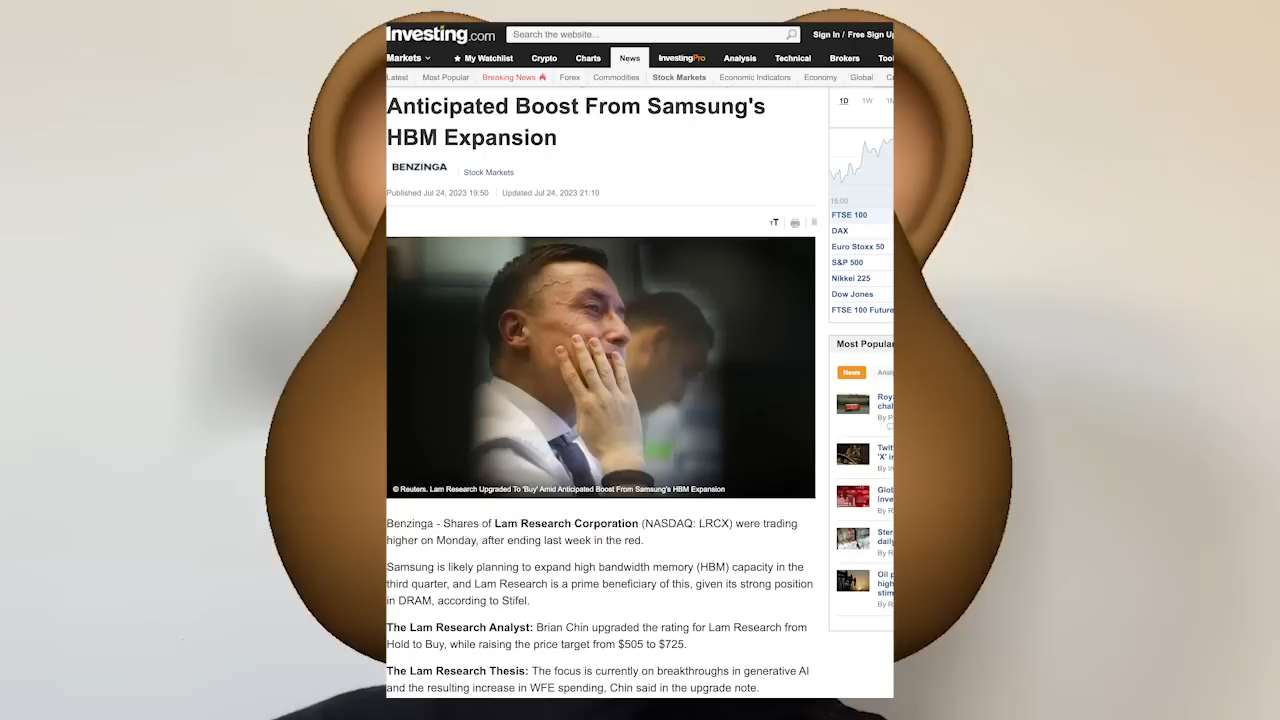 Investing.com
Search the website...
Sign In / Free Sign Up
Markets
My Watchlist
Crypto
Charts
News
InvestingPro
Analysis
Technical
Brokers
Latest
Most Popular
Breaking News
Forex
Commodities
Stock Markets
Economic Indicators
Economy
Global
Anticipated Boost From Samsung's
HBM Expansion
BENZINGA
Stock Markets
Published Jul 24, 2023 19:50
Updated Jul 24, 2023 21:10
© Reuters. Lam Research Upgraded To 'Buy' Amid Anticipated Boost From Samsung's HBM Expansion
Benzinga - Shares of Lam Research Corporation (NASDAQ: LRCX) were trading
higher on Monday, after ending last week in the red.
Samsung is likely planning to expand high bandwidth memory (HBM) capacity in the
third quarter, and Lam Research is a prime beneficiary of this, given its strong position
in DRAM, according to Stifel.
The Lam Research Analyst: Brian Chin upgraded the rating for Lam Research from
Hold to Buy, while raising the price target from $505 to $725.
The Lam Research Thesis: The focus is currently on breakthroughs in generative AI
and the resulting increase in WFE spending, Chin said in the upgrade note.
1D
1W
15:00
FTSE 100
DAX
Euro Stoxx 50
S&P 500
Nikkei 225
Dow Jones
FTSE 100 Future
Most Popular
News
By
By
By
By
Oil
By